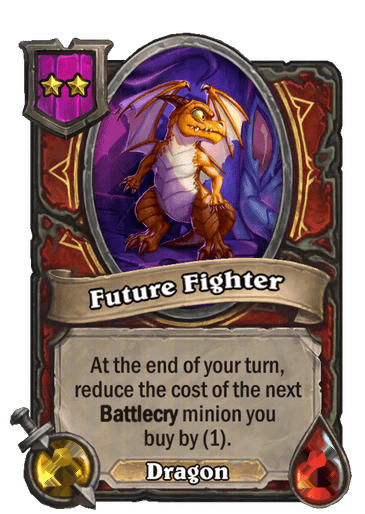 Future Fighter
At the end of your turn,
reduce the cost of the next
Battlecry minion you
buy by (1).
Dragon